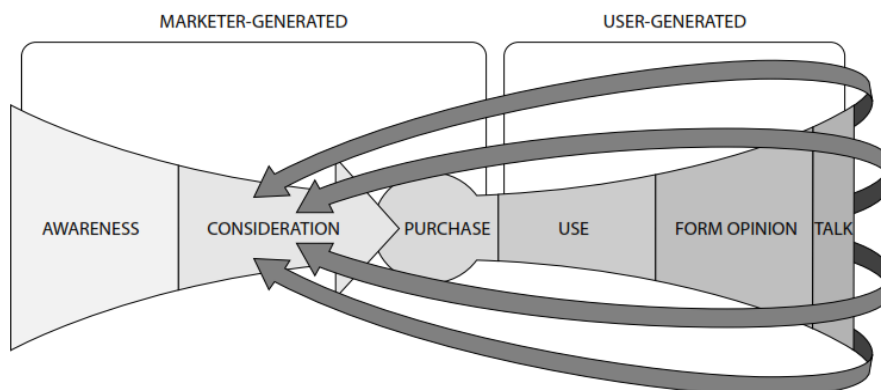 MARKETER-GENERATED
USER-GENERATED
AWARENESS
CONSIDERATION
PURCHASE
USE
FORM OPINION
TALK